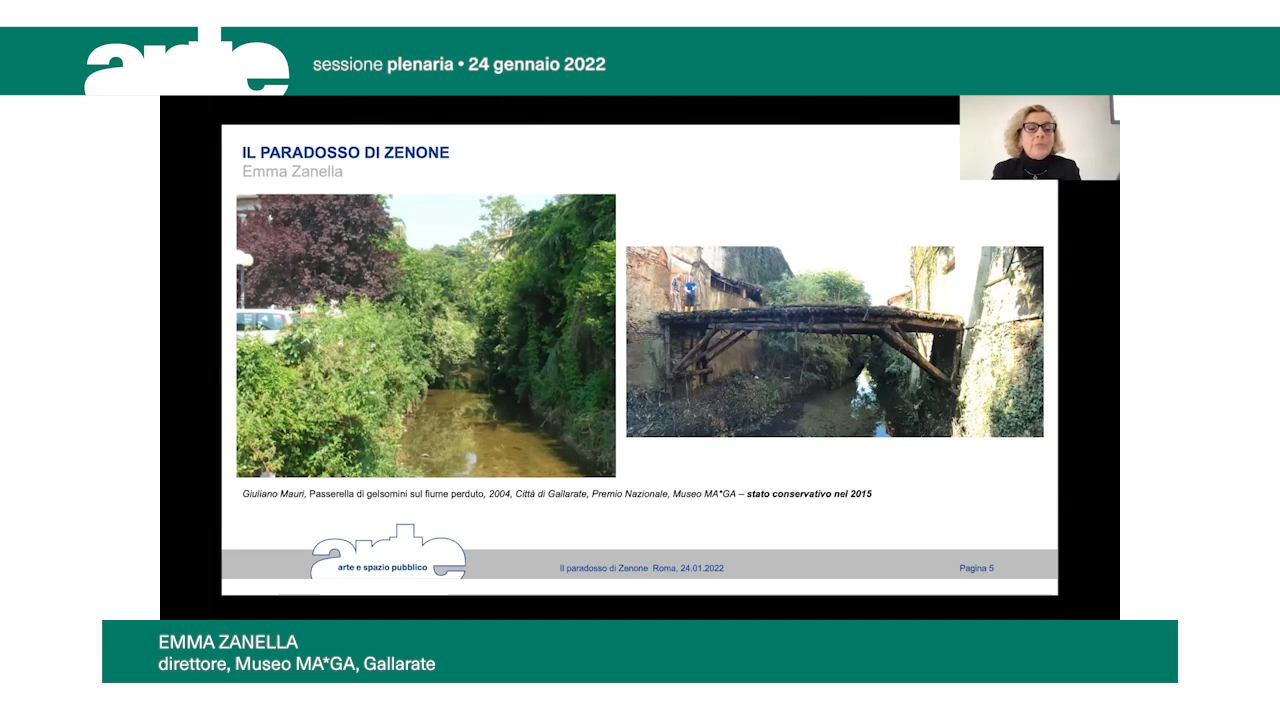 arte
sessione plenaria • 24 gennaio 2022
IL PARADOSSO DI ZENONE
Emma Zanella
Giuliano Mauri, Passerella di gelsomini sul fiume perduto, 2004, Città di Gallarate, Premio Nazionale, Museo MA*GA – stato conservativo nel 2015
arte
arte e spazio pubblico
Il paradosso di Zenone Roma, 24.01.2022
Pagina 5
EMMA ZANELLA
direttore, Museo MA*GA, Gallarate